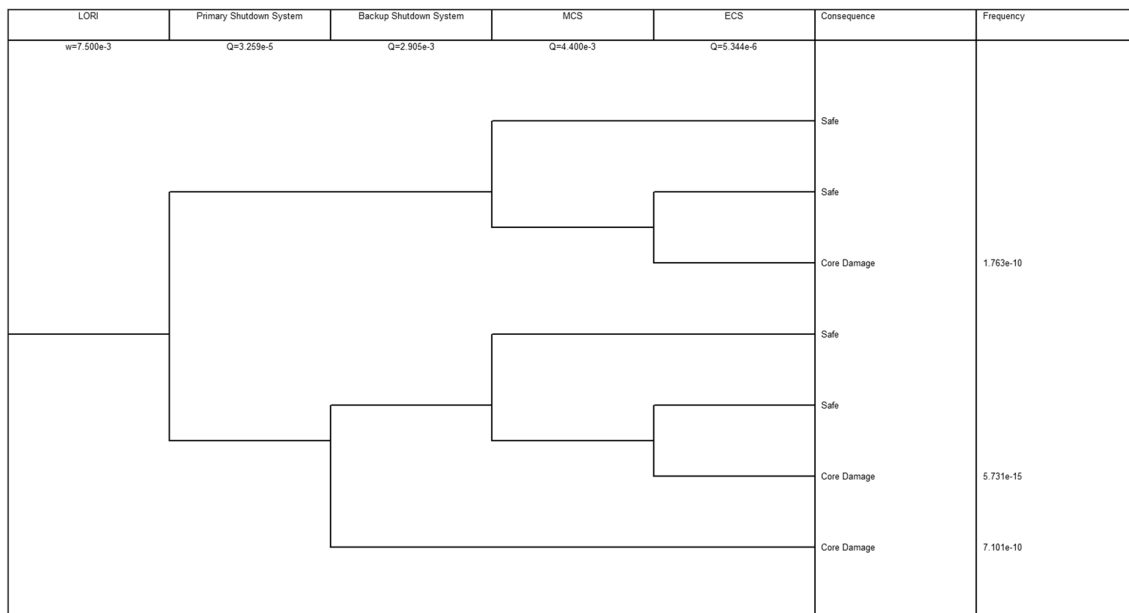 LORI Primary Shutdown System Backup Shutdown System MCS ECS Consequence Frequency
w=7.500e-3 Q=3.259e-5 Q=2.905e-3 Q=4.400e-3 Q=5.344e-6
Safe
Safe
Core Damage 1.763e-10
Safe
Safe
Core Damage 5.731e-15
Core Damage 7.101e-10